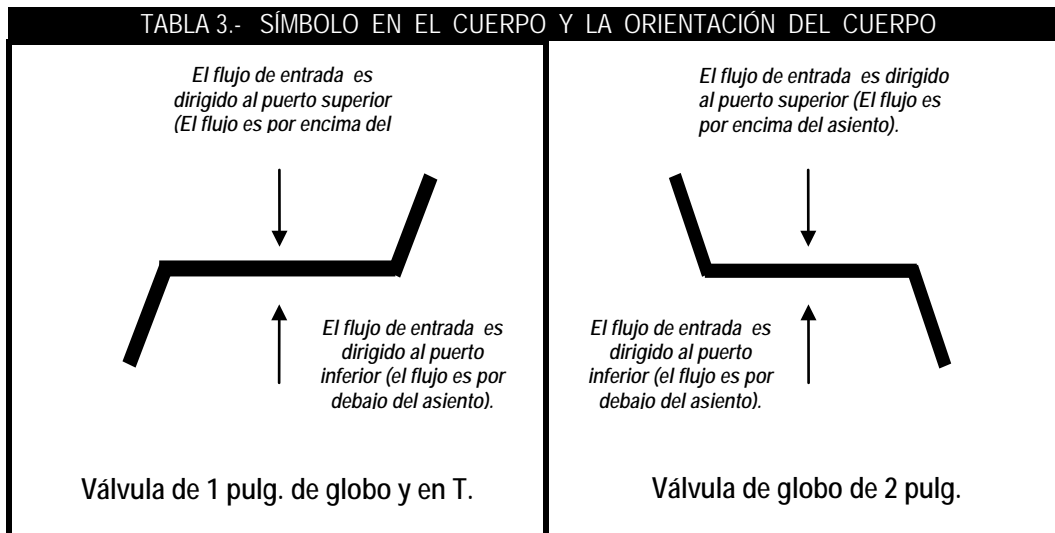 TABLA 3.- SÍMBOLO EN EL CUERPO Y LA ORIENTACIÓN DEL CUERPO
El flujo de entrada es
dirigido al puerto superior
(El flujo es por encima del
El flujo de entrada es
dirigido al puerto
inferior (el flujo es por
debajo del asiento).
Válvula de 1 pulg. de globo y en T.
El flujo de entrada es dirigido
al puerto superior (El flujo es
por encima del asiento).
El flujo de entrada es
dirigido al puerto
inferior (el flujo es por
debajo del asiento).
Válvula de globo de 2 pulg.